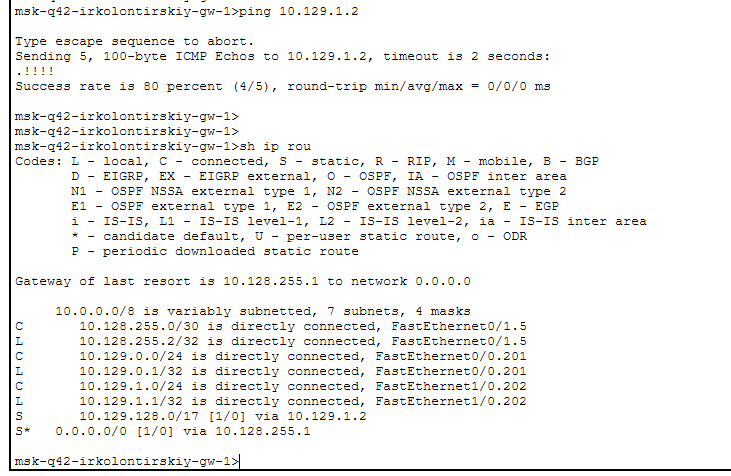 msk-q42-irkolontirskiy-gw-1>ping 10.129.1.2
Type escape sequence to abort.
Sending 5, 100-byte ICMP Echos to 10.129.1.2, timeout is 2 seconds:
.!!!!
Success rate is 80 percent (4/5), round-trip min/avg/max = 0/0/0 ms
msk-q42-irkolontirskiy-gw-1>
msk-q42-irkolontirskiy-gw-1>
msk-q42-irkolontirskiy-gw-1>sh ip rou
Codes: L - local, C - connected, S - static, R - RIP, M - mobile, B - BGP
       D - EIGRP, EX - EIGRP external, O - OSPF, IA - OSPF inter area
       N1 - OSPF NSSA external type 1, N2 - OSPF NSSA external type 2
       E1 - OSPF external type 1, E2 - OSPF external type 2, E - EGP
       i - IS-IS, L1 - IS-IS level-1, L2 - IS-IS level-2, ia - IS-IS inter area
       * - candidate default, U - per-user static route, o - ODR
       P - periodic downloaded static route
Gateway of last resort is 10.128.255.1 to network 0.0.0.0
     10.0.0.0/8 is variably subnetted, 7 subnets, 4 masks
C       10.128.255.0/30 is directly connected, FastEthernet0/1.5
L       10.128.255.2/32 is directly connected, FastEthernet0/1.5
C       10.129.0.0/24 is directly connected, FastEthernet0/0.201
L       10.129.0.1/32 is directly connected, FastEthernet0/0.201
C       10.129.1.0/24 is directly connected, FastEthernet1/0.202
L       10.129.1.1/32 is directly connected, FastEthernet1/0.202
S       10.129.128.0/17 [1/0] via 10.129.1.2
S*   0.0.0.0/0 [1/0] via 10.128.255.1
msk-q42-irkolontirskiy-gw-1>